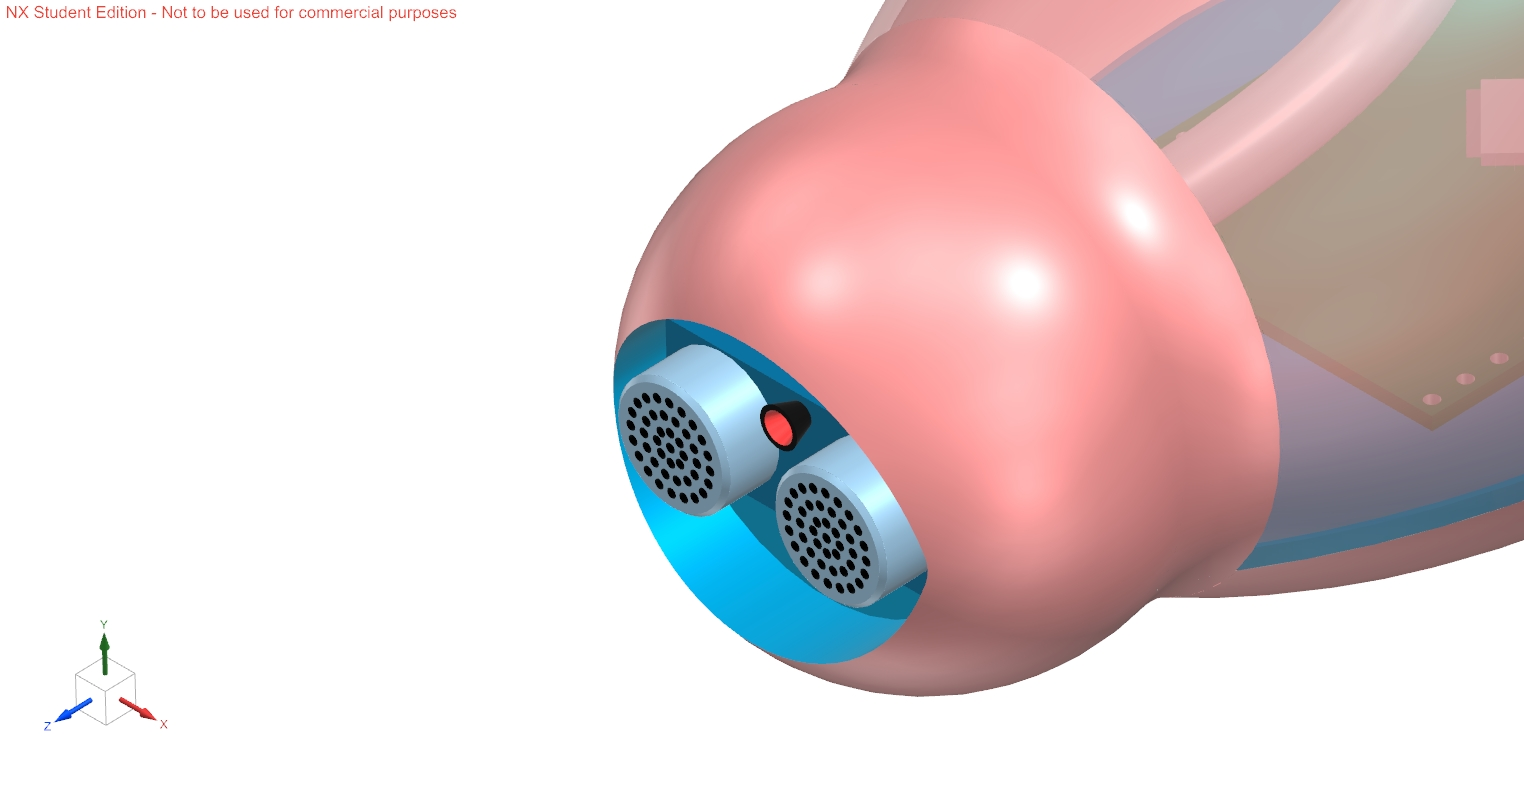 NX Student Edition - Not to be used for commercial purposes
Y
Z
X